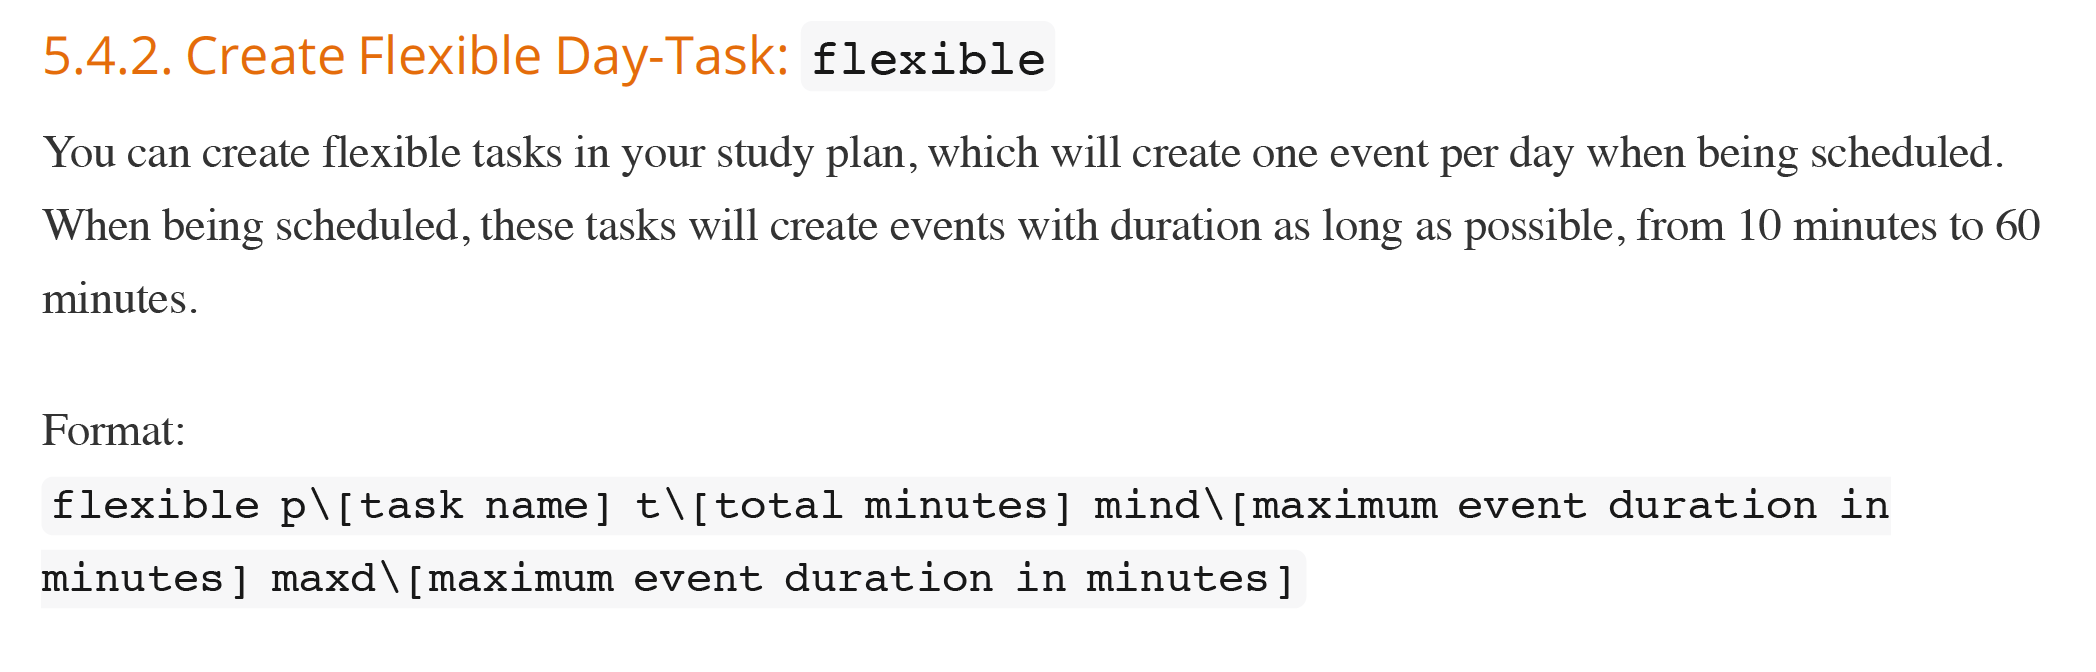 5.4.2. Create Flexible Day-Task: flexible
You can create flexible tasks in your study plan, which will create one event per day when being scheduled.
When being scheduled, these tasks will create events with duration as long as possible, from 10 minutes to 60
minutes.
Format:
flexible p\[task name] t\[total minutes] mind\[maximum event duration in
minutes] maxd\[maximum event duration in minutes]